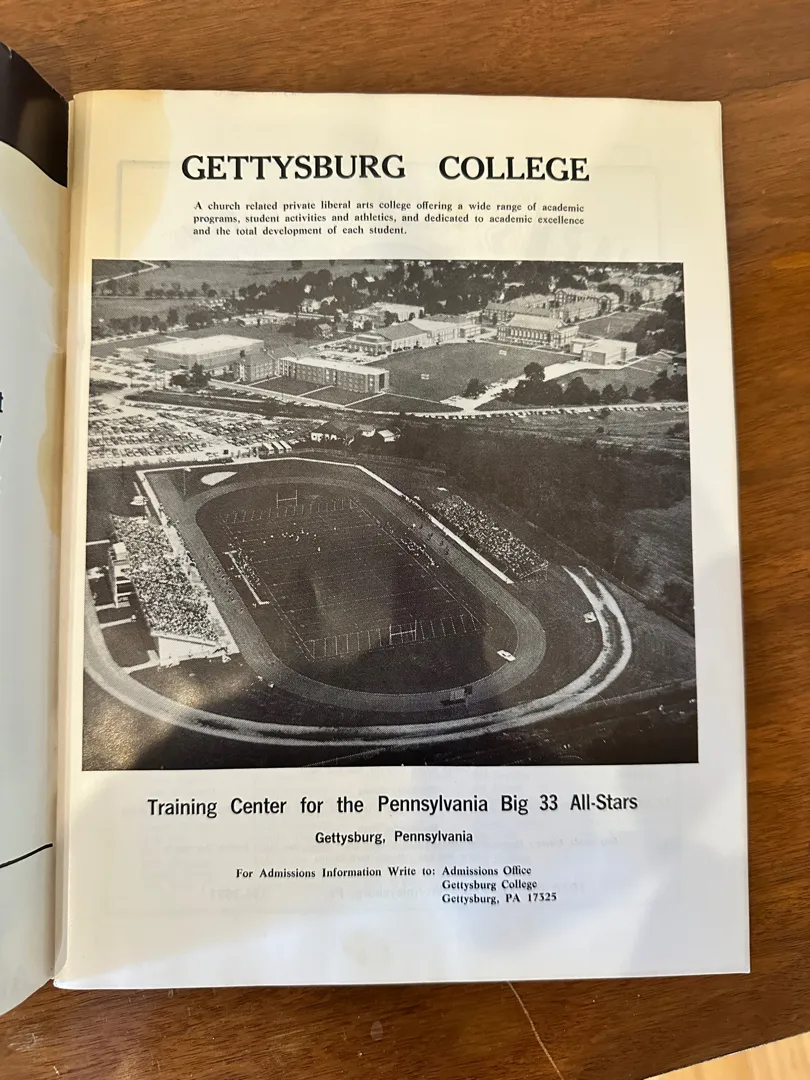 GETTYSBURG COLLEGE
A church related private liberal arts college offering a wide range of academic
programs, student activities and athletics, and dedicated to academic excellence
and the total development of each student.
Training Center for the Pennsylvania Big 33 All-Stars
Gettysburg, Pennsylvania
For Admissions Information Write to: Admissions Office
Gettysburg College
Gettysburg, PA 17325